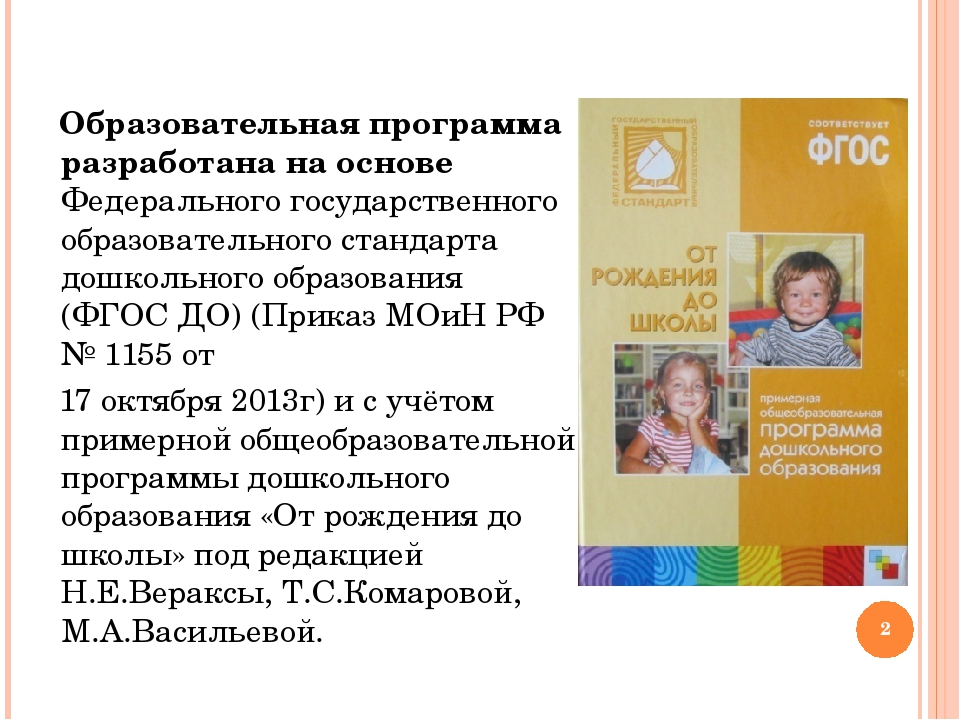 Образовательная программа
разработана на основе
Федерального государственного
образовательного стандарта
дошкольного образования
(ФГОС ДО) (Приказ МОиН РФ
№ 1155 от
17 октября 2013г) и с учётом
примерной общеобразовательной
программы дошкольного
образования «От рождения до
школы» под редакцией
Н.Е.Вераксы, Т.С.Комаровой,
М.А.Васильевой.
ФЕДЕРАЛЬНЫЙ
ГОСУДАРСТВЕННЫЙ
ОБРАЗОВАТЕЛЬНЫЙ
СТАНДАРТ
СООТВЕТСТВУЕТ
ФГОС
ОТ
РОЖДЕНИЯ
ДО
ШКОЛЫ
примерная
общеобразовательная
программа
дошкольного
образования
2